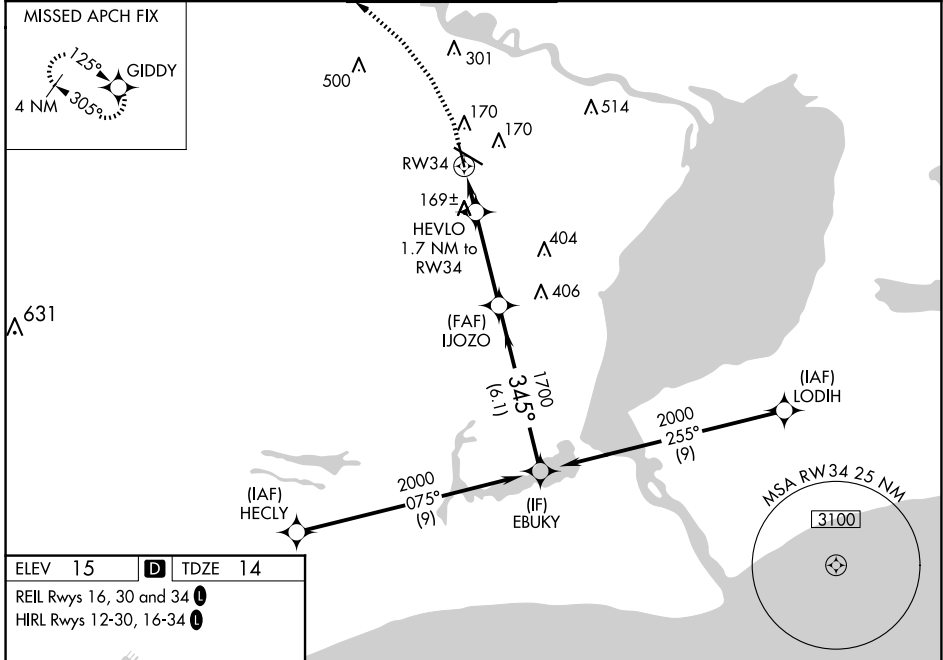 MISSED APCH FIX
125°
GIDDY
4 NM
305°
301
500
514
170
170
RW34
169±
HEVLO
1.7 NM to
RW34
404
406
631
(FAF)
IJOZO
1700
345°
(6.1)
(IAF)
LODIH
2000
255°
(9)
(IAF)
HECLY
2000
075°
(9)
(IF)
EBUKY
MSA RW34 25 NM
3100
ELEV 15 D TDZE 14
REIL Rwys 16, 30 and 34 L
HIRL Rwys 12-30, 16-34 L